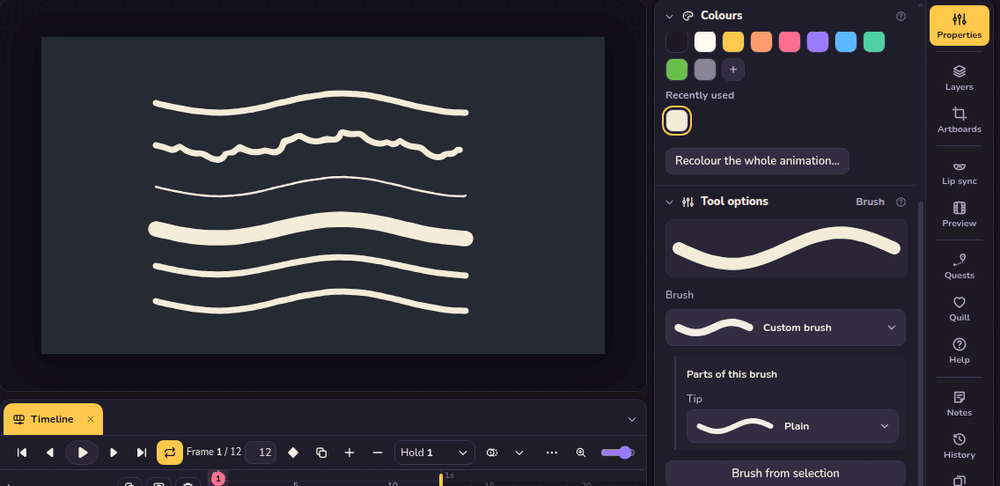 Colours
Properties
Layers
Recently used
Artboards
Recolour the whole animation...
Lip sync
Tool options Brush
Preview
Quests
Brush
Custom brush
Quill
Help
Parts of this brush
Tip
Plain
Notes
Timeline
History
Frame 1 / 12 12 Hold 1
Brush from selection
1 5 10 1s 15 20